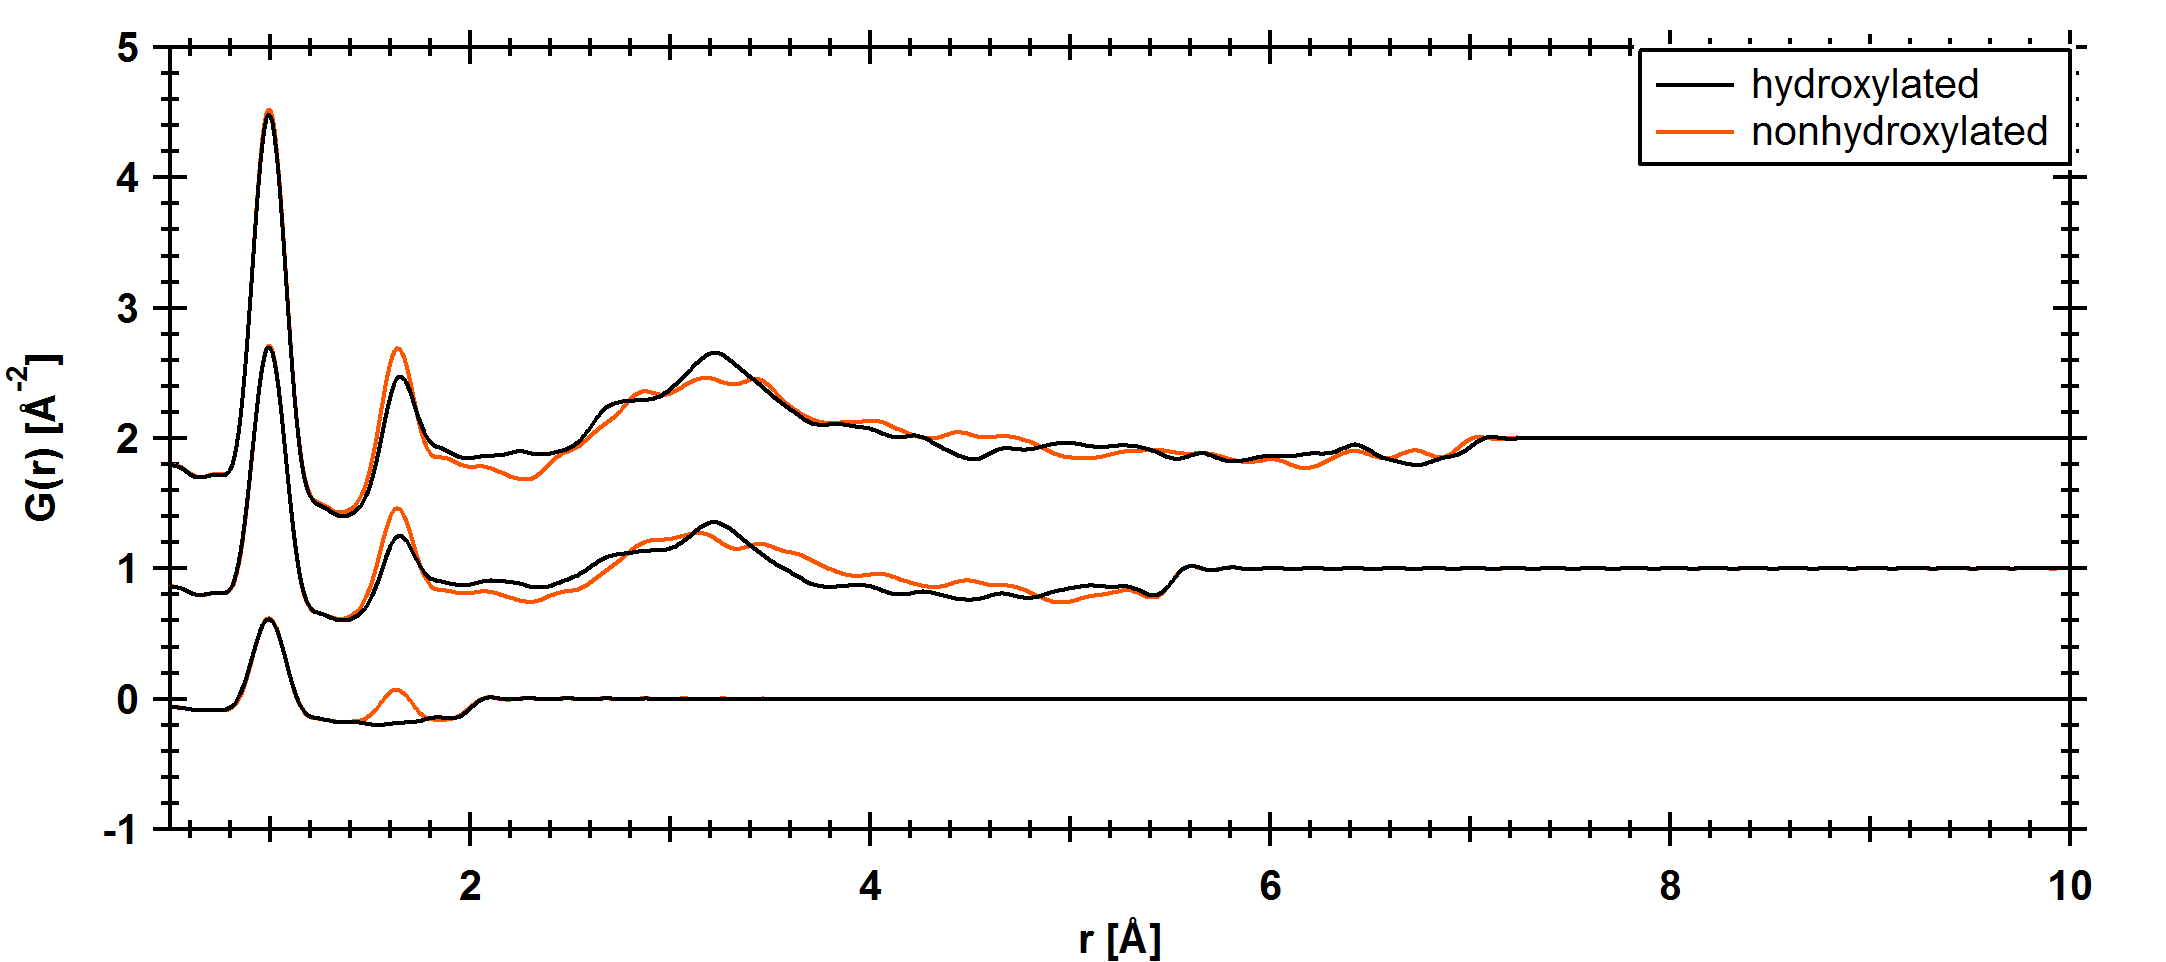 5
4
3
2
1
0
-1
G(r) [Å-2]
hydroxylated
nonhydroxylated
2 4 6 8 10
r [Å]